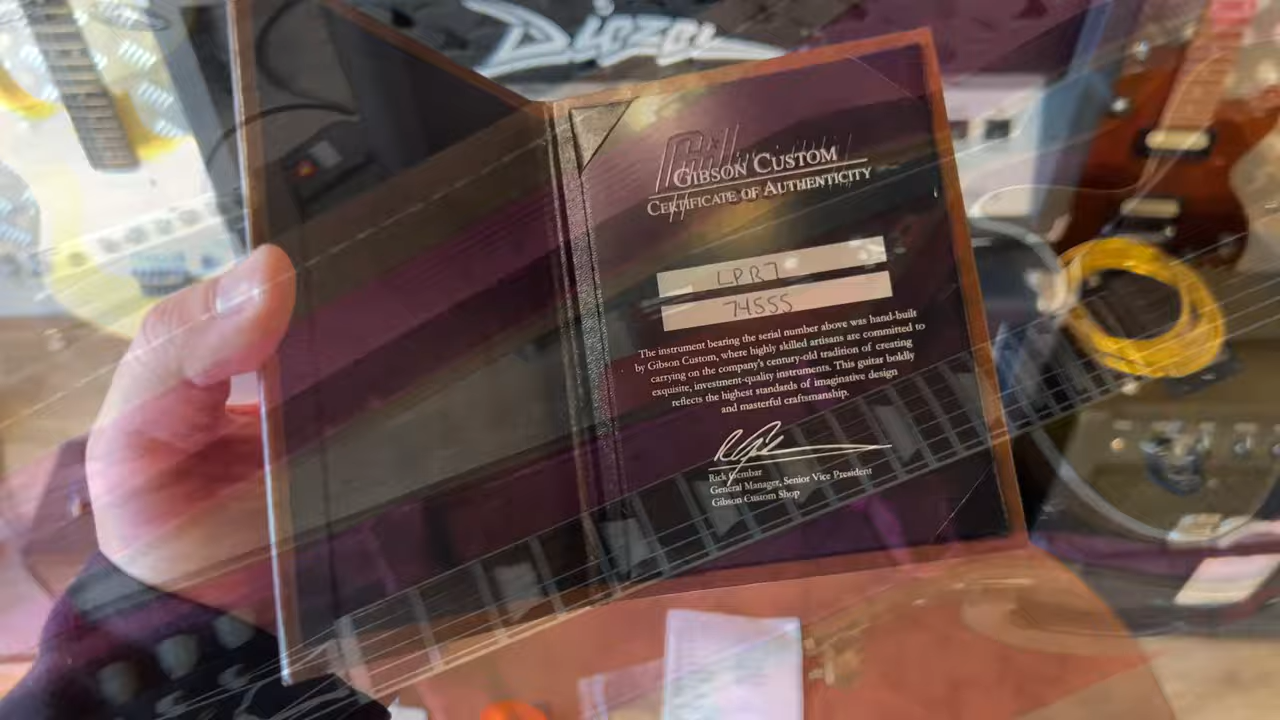 Diezel
GIBSON CUSTOM
CERTIFICATE OF AUTHENTICITY
LPR7
74555
The instrument bearing the serial number above was hand-built
by Gibson Custom, where highly skilled artisans are committed to
carrying on the company's century-old tradition of creating
exquisite, investment-quality instruments. This guitar boldly
reflects the highest standards of imaginative design
and masterful craftsmanship.
Rick Gembar
General Manager, Senior Vice President
Gibson Custom Shop